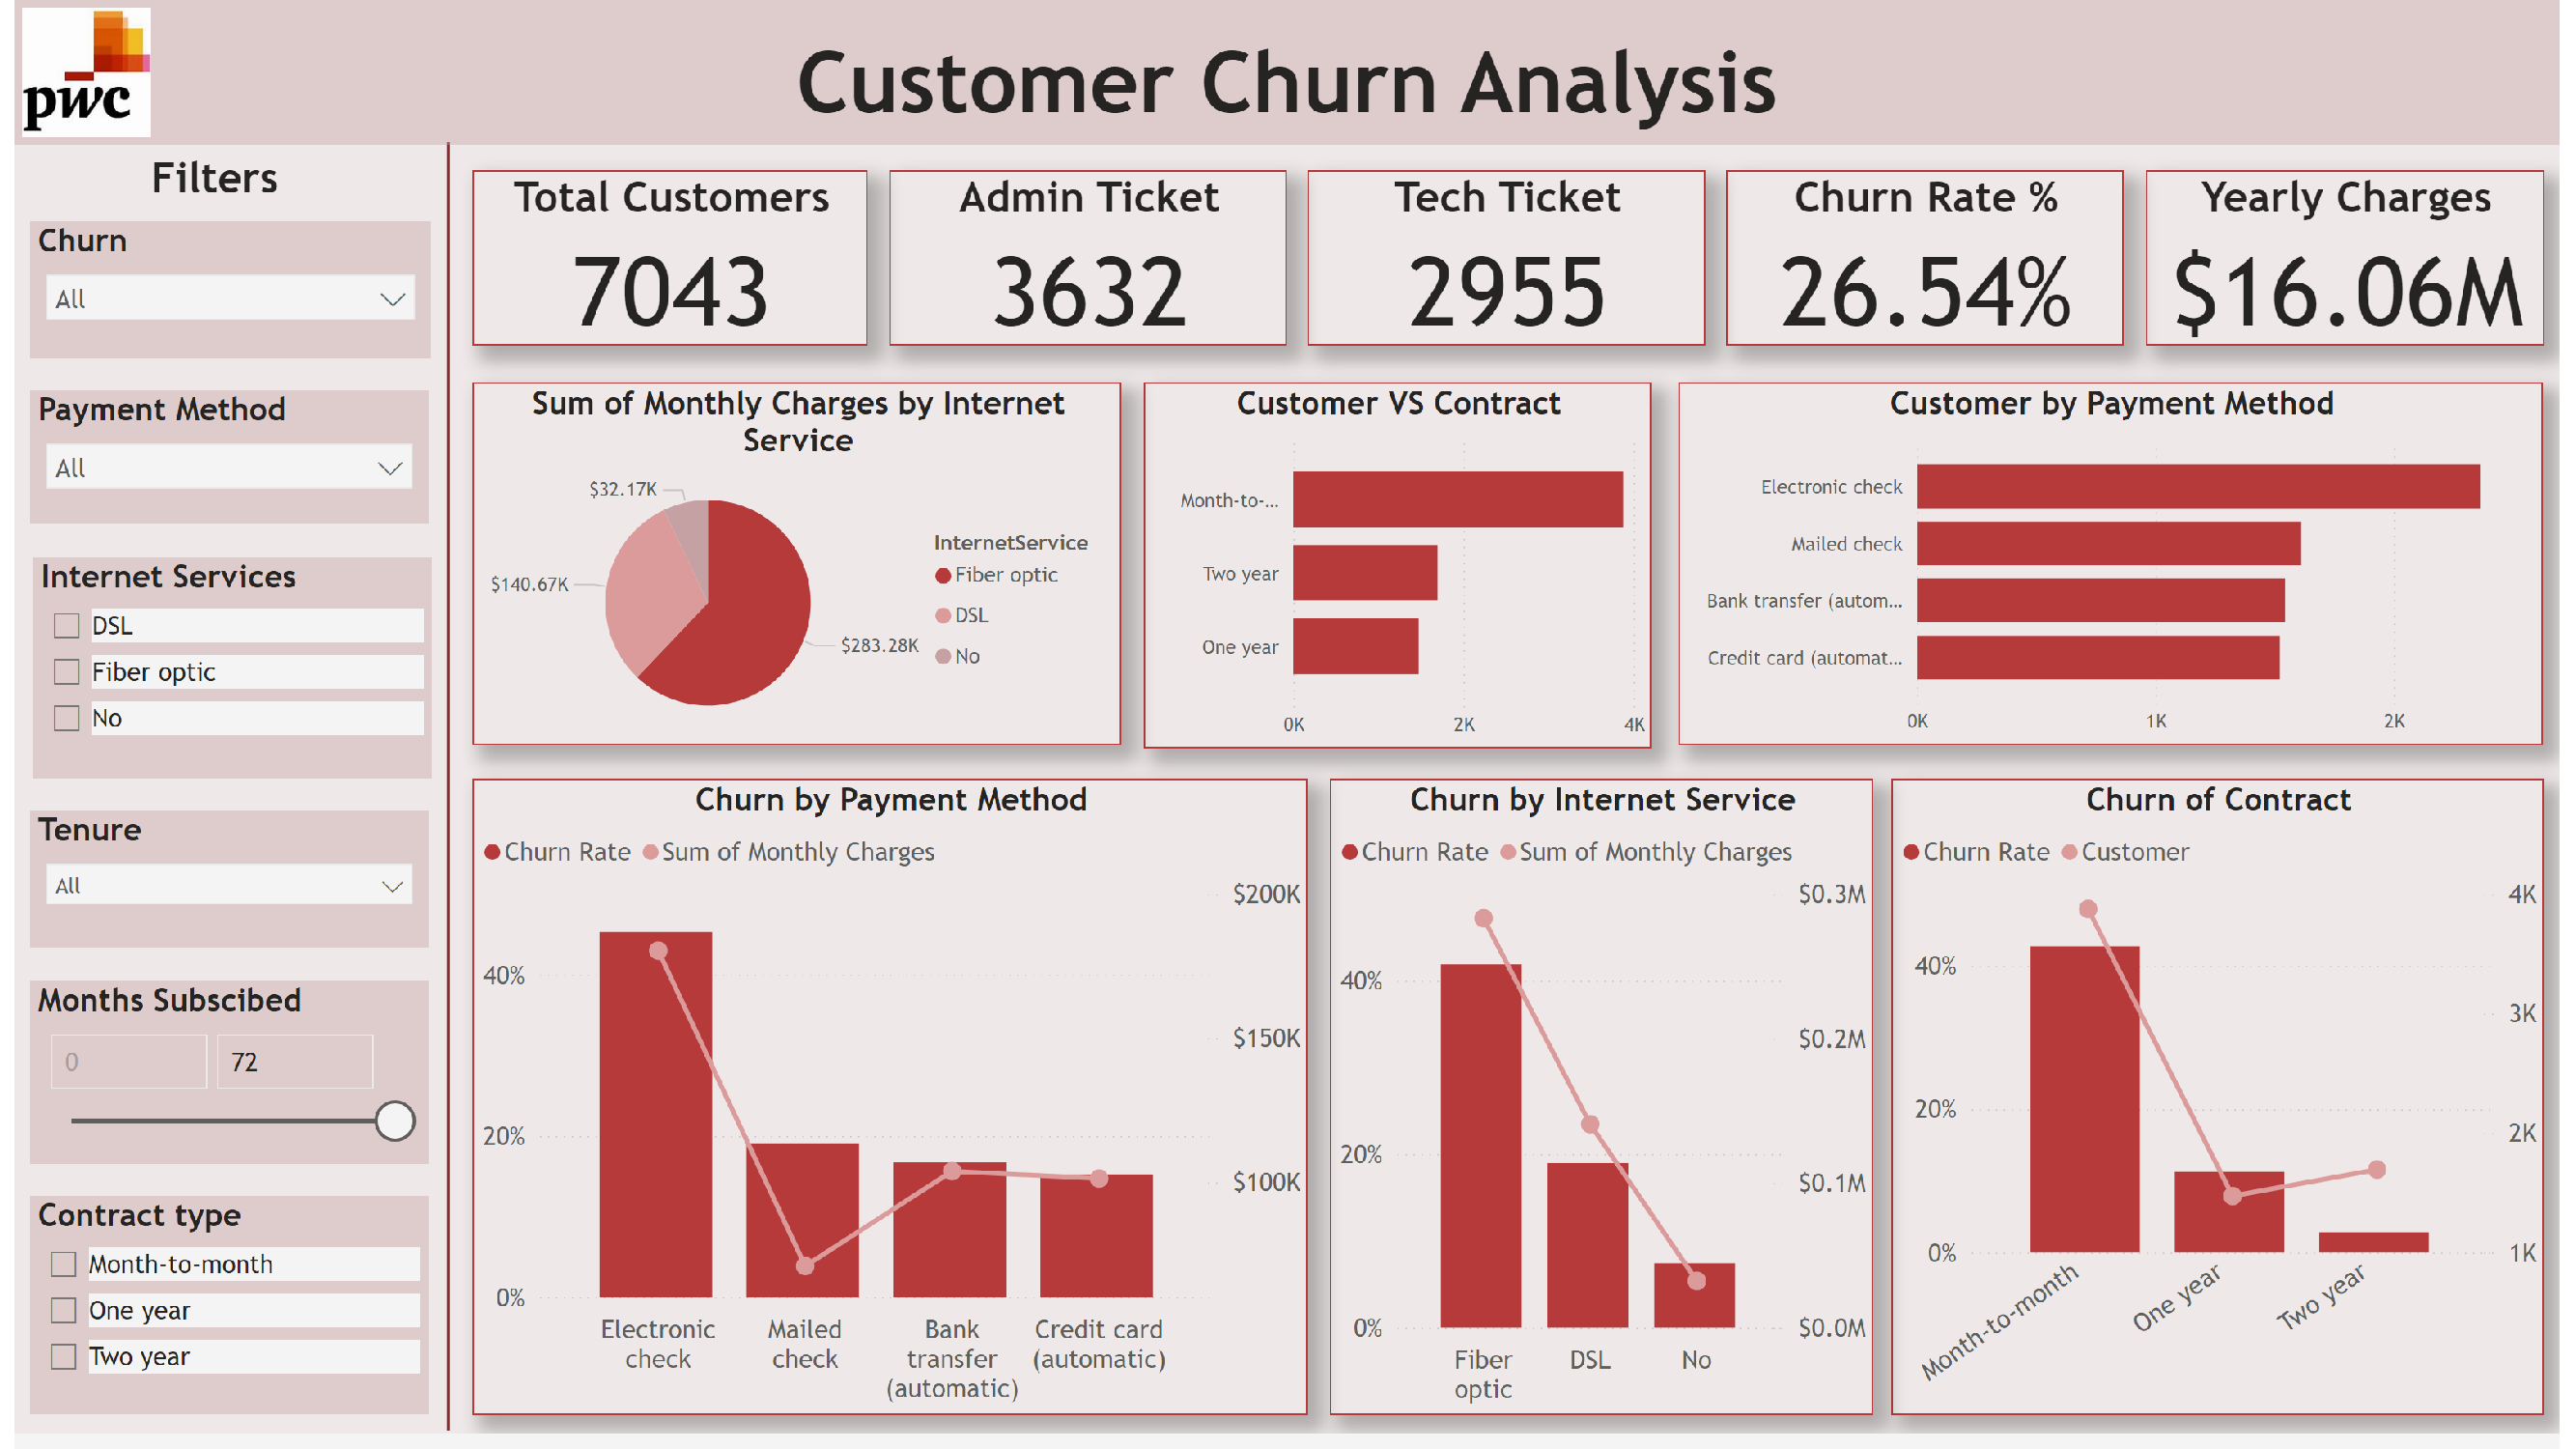 pwc
Customer Churn Analysis
Filters
Churn
All
Payment Method
All
Internet Services
DSL
Fiber optic
No
Tenure
All
Months Subscibed
0
72
Contract type
Month-to-month
One year
Two year
Total Customers
7043
Admin Ticket
3632
Tech Ticket
2955
Churn Rate %
26.54%
Yearly Charges
$16.06M
Sum of Monthly Charges by Internet
Service
$32.17K
$140.67K
$283.28K
InternetService
Fiber optic
DSL
No
Customer VS Contract
Month-to-...
Two year
One year
0K 2K 4K
Customer by Payment Method
Electronic check
Mailed check
Bank transfer (autom...
Credit card (automat...
0K 1K 2K
Churn by Payment Method
Churn Rate Sum of Monthly Charges
$200K
40%
$150K
20%
$100K
0%
Electronic
check
Mailed
check
Bank
transfer
(automatic)
Credit card
(automatic)
Churn by Internet Service
Churn Rate Sum of Monthly Charges
$0.3M
40%
$0.2M
20%
$0.1M
0%
$0.0M
Fiber
optic
DSL
No
Churn of Contract
Churn Rate Customer
4K
40%
3K
20%
2K
0%
1K
Month-to-month
One year
Two year